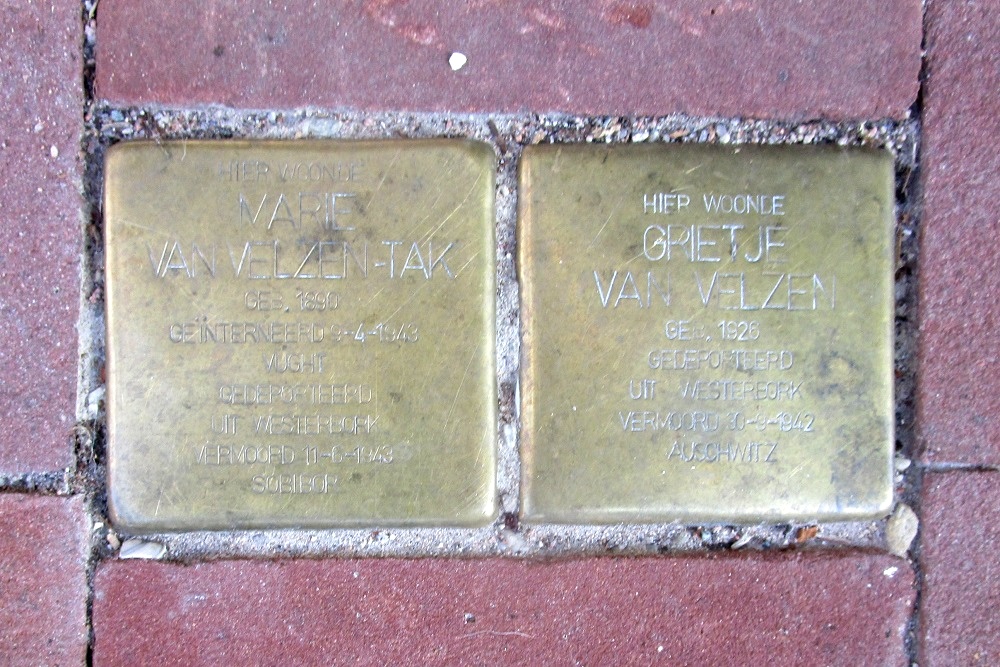 HIER WOONDE
MARIE
VAN VELZEN-TAK
GEB. 1890
GEÏNTERNEERD 9-4-1943
VUGHT
GEDEPORTEERD
UIT WESTERBORK
VERMOORD 11-6-1943
SOBIBOR
HIER WOONDE
GRIETJE
VAN VELZEN
GEB. 1926
GEDEPORTEERD
UIT WESTERBORK
VERMOORD 30-9-1942
AUSCHWITZ